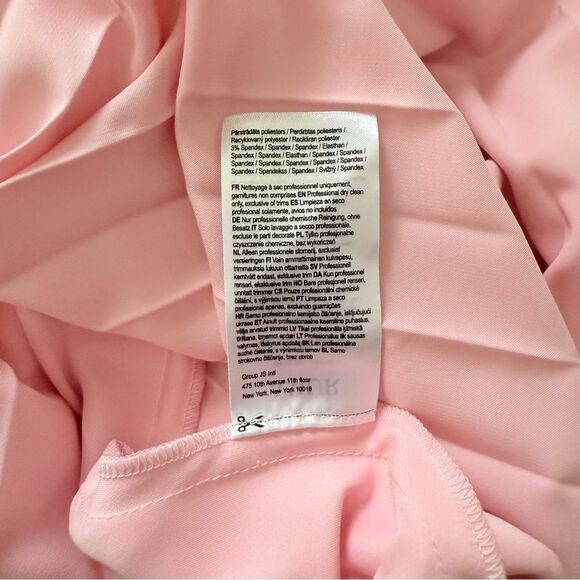 Pārstrādāts poliesters / Perdirbtas poliesteris /
Recyklovaný polyester / Recikliran poliester
3% Spandex / Spandex / Spandex / Elasthan /
Spandex / Spandex / Elasthan / Spandex / Spandex /
Spandex / Spandex / Spandex / Spandex / Spandex /
Spandex / Spandex / Spandex / Spandex / Spandex /
Spandex / Spandekss / Spandex / Svižný / Spandex
FR Nettoyage à sec professionnel uniquement,
garnitures non comprises EN Professional dry clean
only, exclusive of trims ES Limpieza en seco
profesional solamente, avios no incluidos
DE Nur professionelle chemische Reinigung, ohne
Besatz IT Solo lavaggio a secco professionale,
escluse le parti decorate PL Tylko profesjonalne
czyszczenie chemiczne, bez wykończeń
NL Alleen professionele stomerij, exclusief
versieringen FI Vain ammattimainen kuivapesu,
trimmauksia lukuun ottamatta SV Professionell
kemtvätt endast, exklusive trim DA Kun professionel
renseri, eksklusive trim NO Bare profesjonell renseri,
unntatt trimmer CS Pouze profesionální chemické
čištění, s výjimkou lemů PT Limpeza a seco
profissional apenas, excluindo guarnições
HR Samo profesionalno kemijsko čišćenje, isključujući
ukrase ET Ainult professionaalne keemiline puhastus,
välja arvatud trimmid LV Tikai profesionāla ķīmiskā
tīrīšana, izņemot apdari LT Profesionalus tik sausas
valymas, išskyrus apdailą SK Len profesionálne
suché čistenie, s výnimkou lemov SL Samo
strokovno kemično čiščenje, brez obrob
Group JS Intl
475 10th Avenue 11th floor
New York, New York 10018